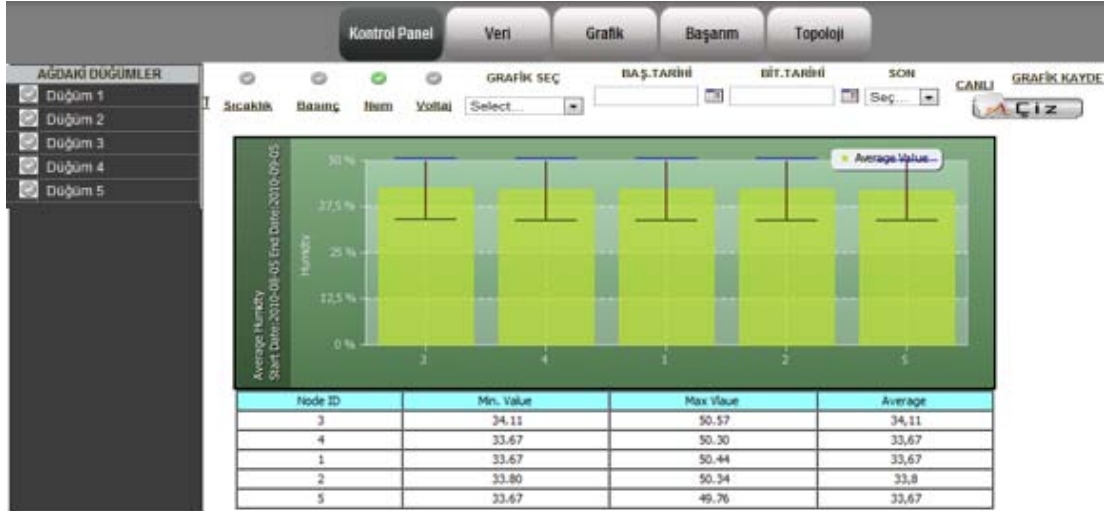 Kontrol Panel Veri Grafik Başarım Topoloji
AĞDAKİ DÜĞÜMLER
Düğüm 1
Düğüm 2
Düğüm 3
Düğüm 4
Düğüm 5
Sıcaklık Basınç Nem Voltaj
GRAFİK SEÇ
Select...
BAŞ.TARİHİ
BİT.TARİHİ
SON
Seç...
CANLI
GRAFİK KAYDE
Çiz
Average Humidty
Start Date:2010-08-05 End Date:2010-09-05
Humidty
50 %
37,5 %
25 %
12,5 %
0 %
Average Value
3 4 1 2 5
Node ID Min. Value Max Vlaue Average
3 34,11 50.57 34,11
4 33.67 50.30 33,67
1 33.67 50.44 33,67
2 33.80 50.34 33,8
5 33.67 49.76 33,67